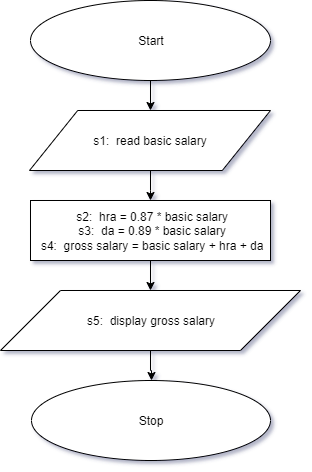 Start
s1: read basic salary
s2: hra = 0.87 * basic salary
s3: da = 0.89 * basic salary
s4: gross salary = basic salary + hra + da
s5: display gross salary
Stop